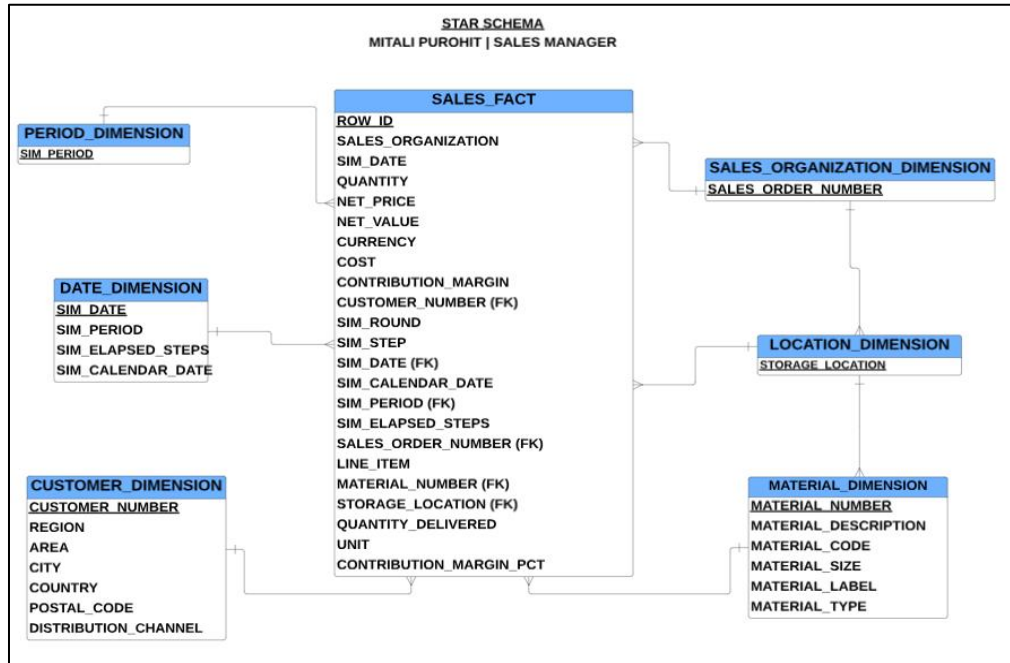 STAR SCHEMA
MITALI PUROHIT | SALES MANAGER
PERIOD_DIMENSION
SIM_PERIOD
DATE_DIMENSION
SIM_DATE
SIM_PERIOD
SIM_ELAPSED_STEPS
SIM_CALENDAR_DATE
CUSTOMER_DIMENSION
CUSTOMER_NUMBER
REGION
AREA
CITY
COUNTRY
POSTAL_CODE
DISTRIBUTION_CHANNEL
SALES_FACT
ROW_ID
SALES_ORGANIZATION
SIM_DATE
QUANTITY
NET_PRICE
NET_VALUE
CURRENCY
COST
CONTRIBUTION_MARGIN
CUSTOMER_NUMBER (FK)
SIM_ROUND
SIM_STEP
SIM_DATE (FK)
SIM_CALENDAR_DATE
SIM_PERIOD (FK)
SIM_ELAPSED_STEPS
SALES_ORDER_NUMBER (FK)
LINE_ITEM
MATERIAL_NUMBER (FK)
STORAGE_LOCATION (FK)
QUANTITY_DELIVERED
UNIT
CONTRIBUTION_MARGIN_PCT
SALES_ORGANIZATION_DIMENSION
SALES_ORDER_NUMBER
LOCATION_DIMENSION
STORAGE_LOCATION
MATERIAL_DIMENSION
MATERIAL_NUMBER
MATERIAL_DESCRIPTION
MATERIAL_CODE
MATERIAL_SIZE
MATERIAL_LABEL
MATERIAL_TYPE